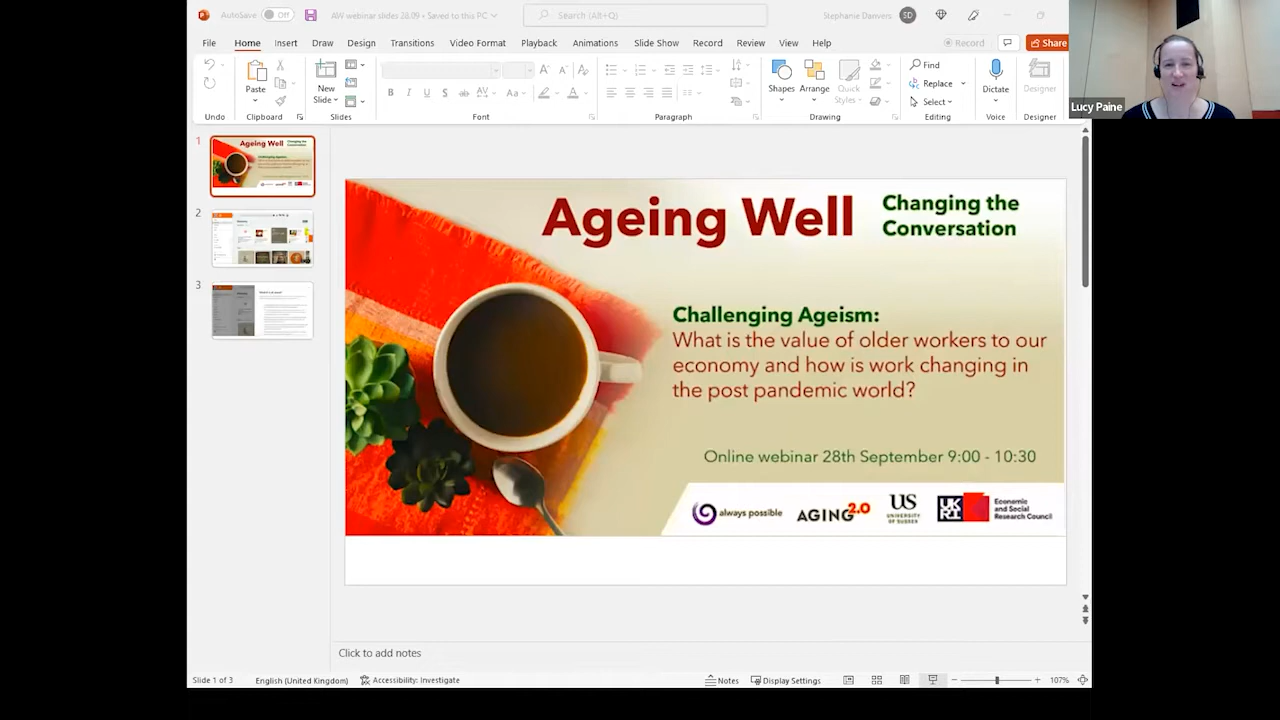 AutoSave Off AW webinar slides 28.09 • Saved to this PC Search (Alt+Q) Stephanie Danvers SD
File Home Insert Draw Design Transitions Video Format Playback Animations Slide Show Record Review View Help Record Share
Paste New Slide Shapes Arrange Quick Styles Find Replace Select Dictate Designer
Undo Clipboard Slides Font Paragraph Drawing Editing Voice Designer
Lucy Paine
1
Ageing Well
2
3
Ageing Well
Changing the
Conversation
Challenging Ageism:
What is the value of older workers to our
economy and how is work changing in
the post pandemic world?
Online webinar 28th September 9:00 - 10:30
always possible
AGING2.0
US
UNIVERSITY
OF SUSSEX
UKRI
Economic
and Social
Research Council
Click to add notes
Slide 1 of 3 English (United Kingdom) Accessibility: Investigate Notes Display Settings 107%